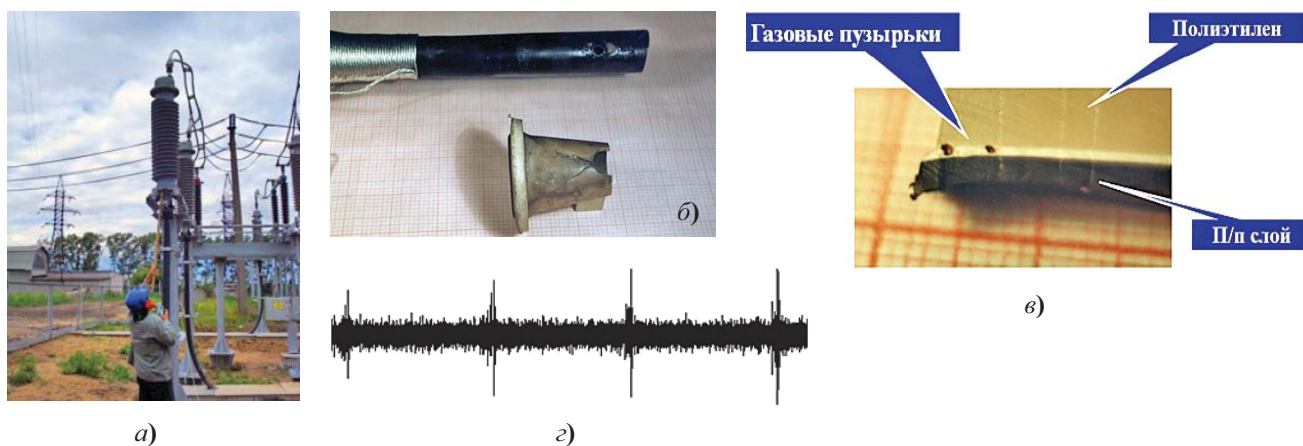 Газовые пузырьки
Полиэтилен
б)
П/п слой
в)
а)
г)